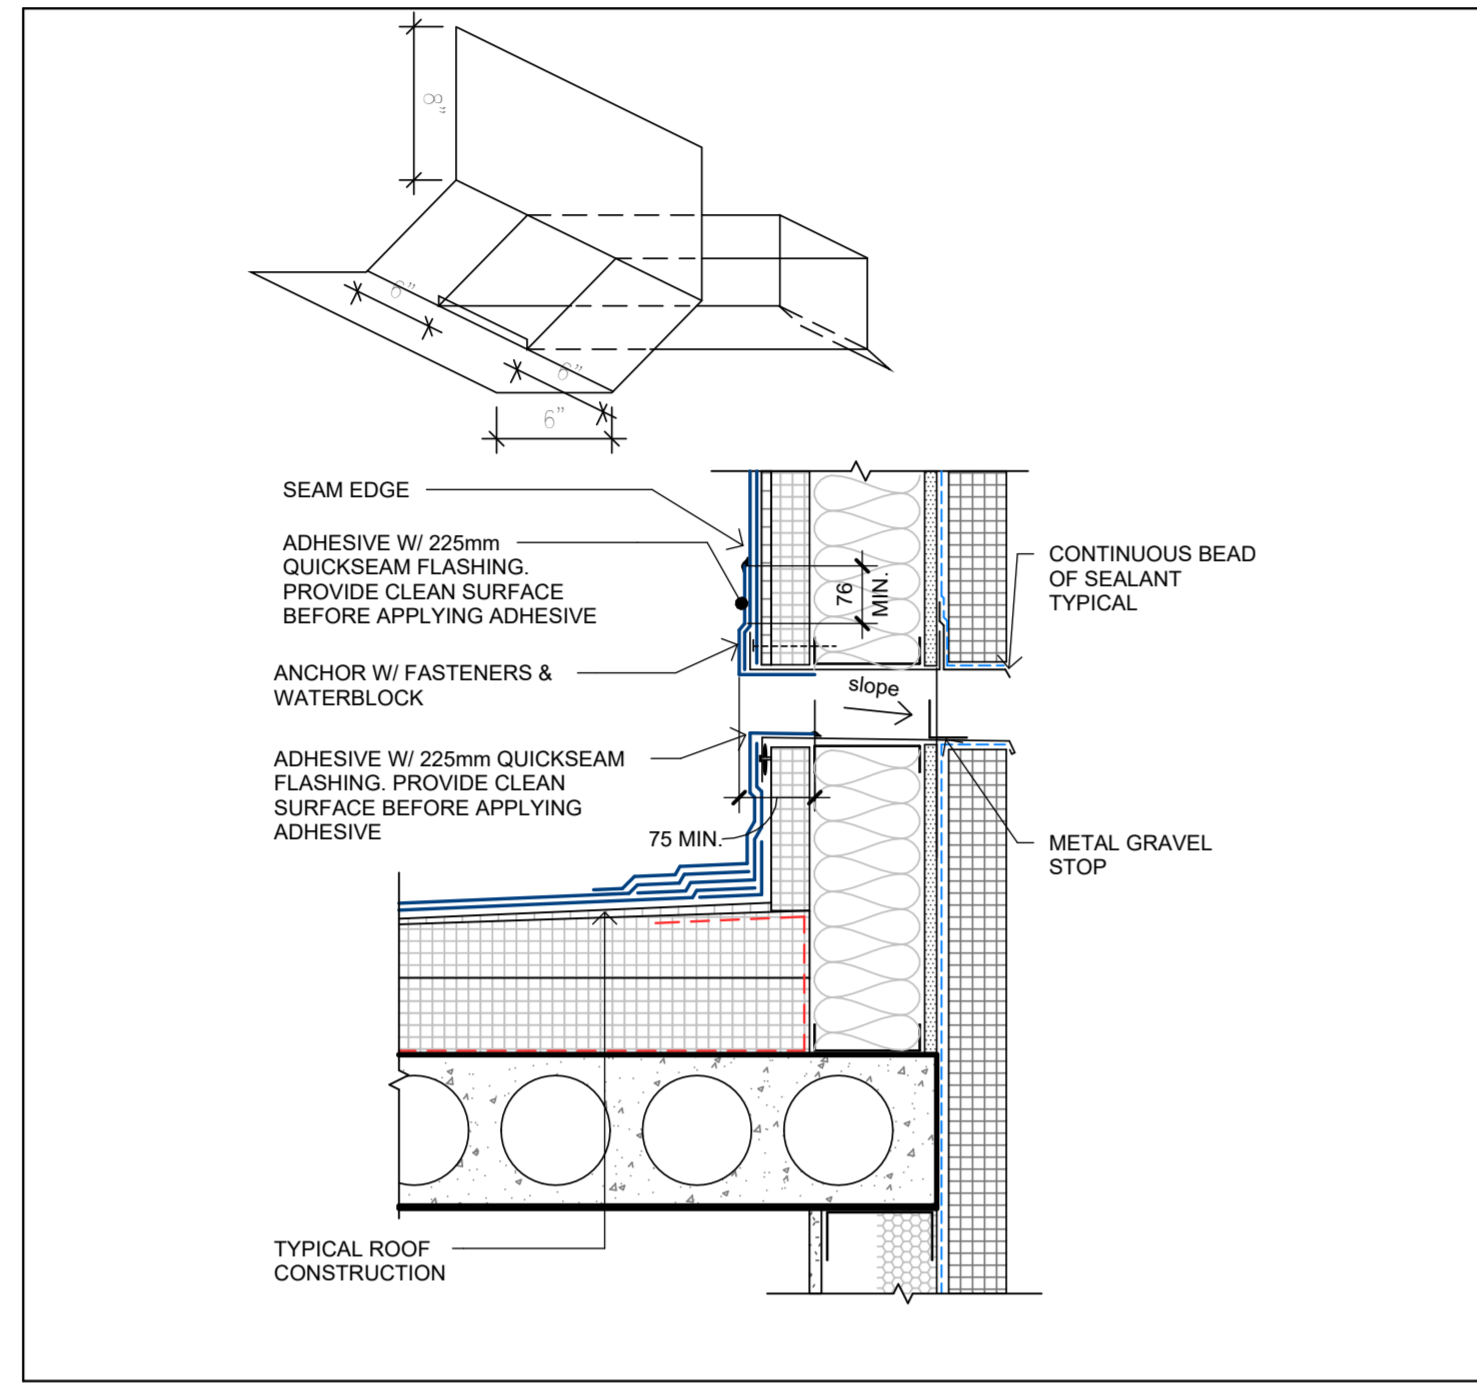 8"
6"
6"
6"
SEAM EDGE
ADHESIVE W/ 225mm
QUICKSEAM FLASHING.
PROVIDE CLEAN SURFACE
BEFORE APPLYING ADHESIVE
76
MIN.
CONTINUOUS BEAD
OF SEALANT
TYPICAL
ANCHOR W/ FASTENERS &
WATERBLOCK
slope
ADHESIVE W/ 225mm QUICKSEAM
FLASHING. PROVIDE CLEAN
SURFACE BEFORE APPLYING
ADHESIVE
75 MIN.
METAL GRAVEL
STOP
TYPICAL ROOF
CONSTRUCTION